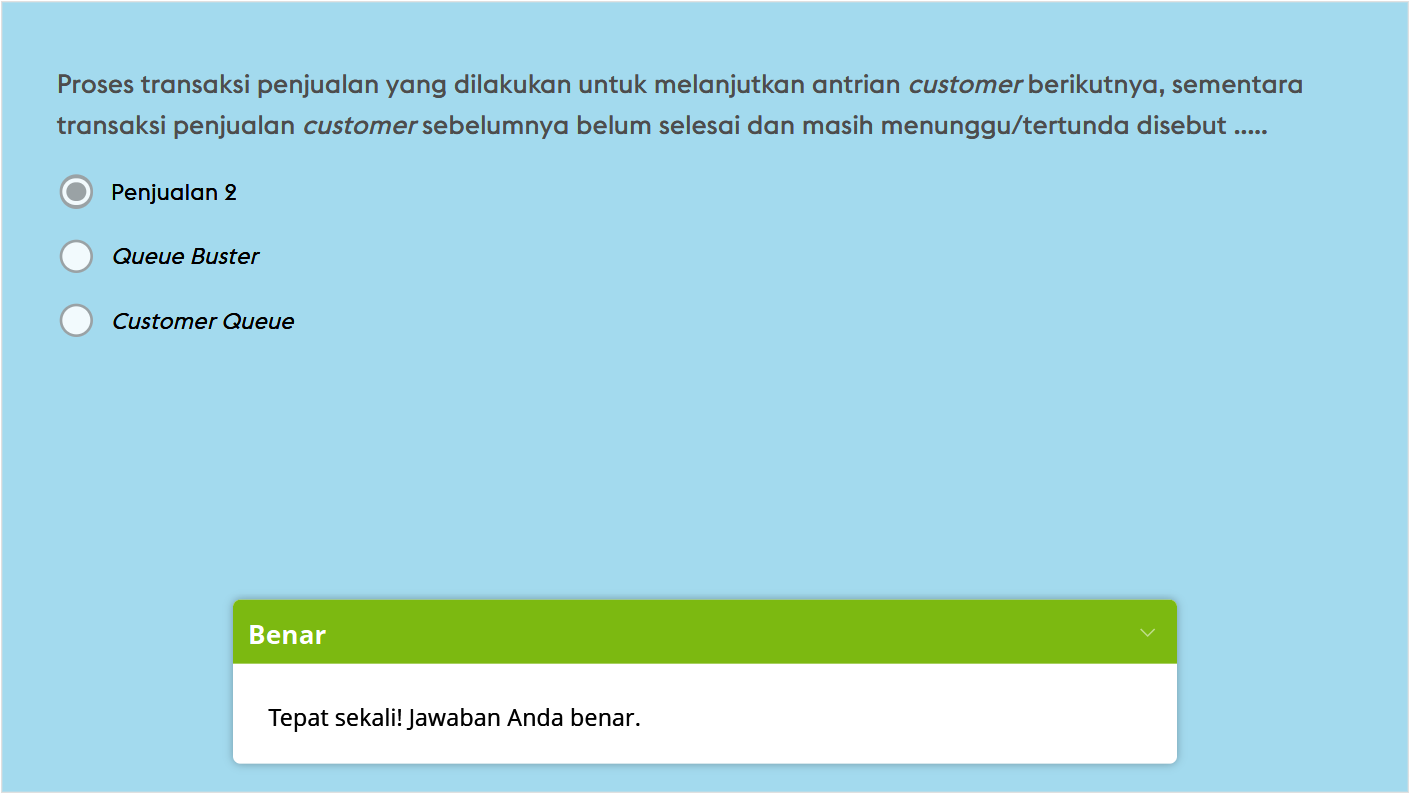 Proses transaksi penjualan yang dilakukan untuk melanjutkan antrian customer berikutnya, sementara
transaksi penjualan customer sebelumnya belum selesai dan masih menunggu/tertunda disebut .....
Penjualan 2
Queue Buster
Customer Queue
Benar
Tepat sekali! Jawaban Anda benar.